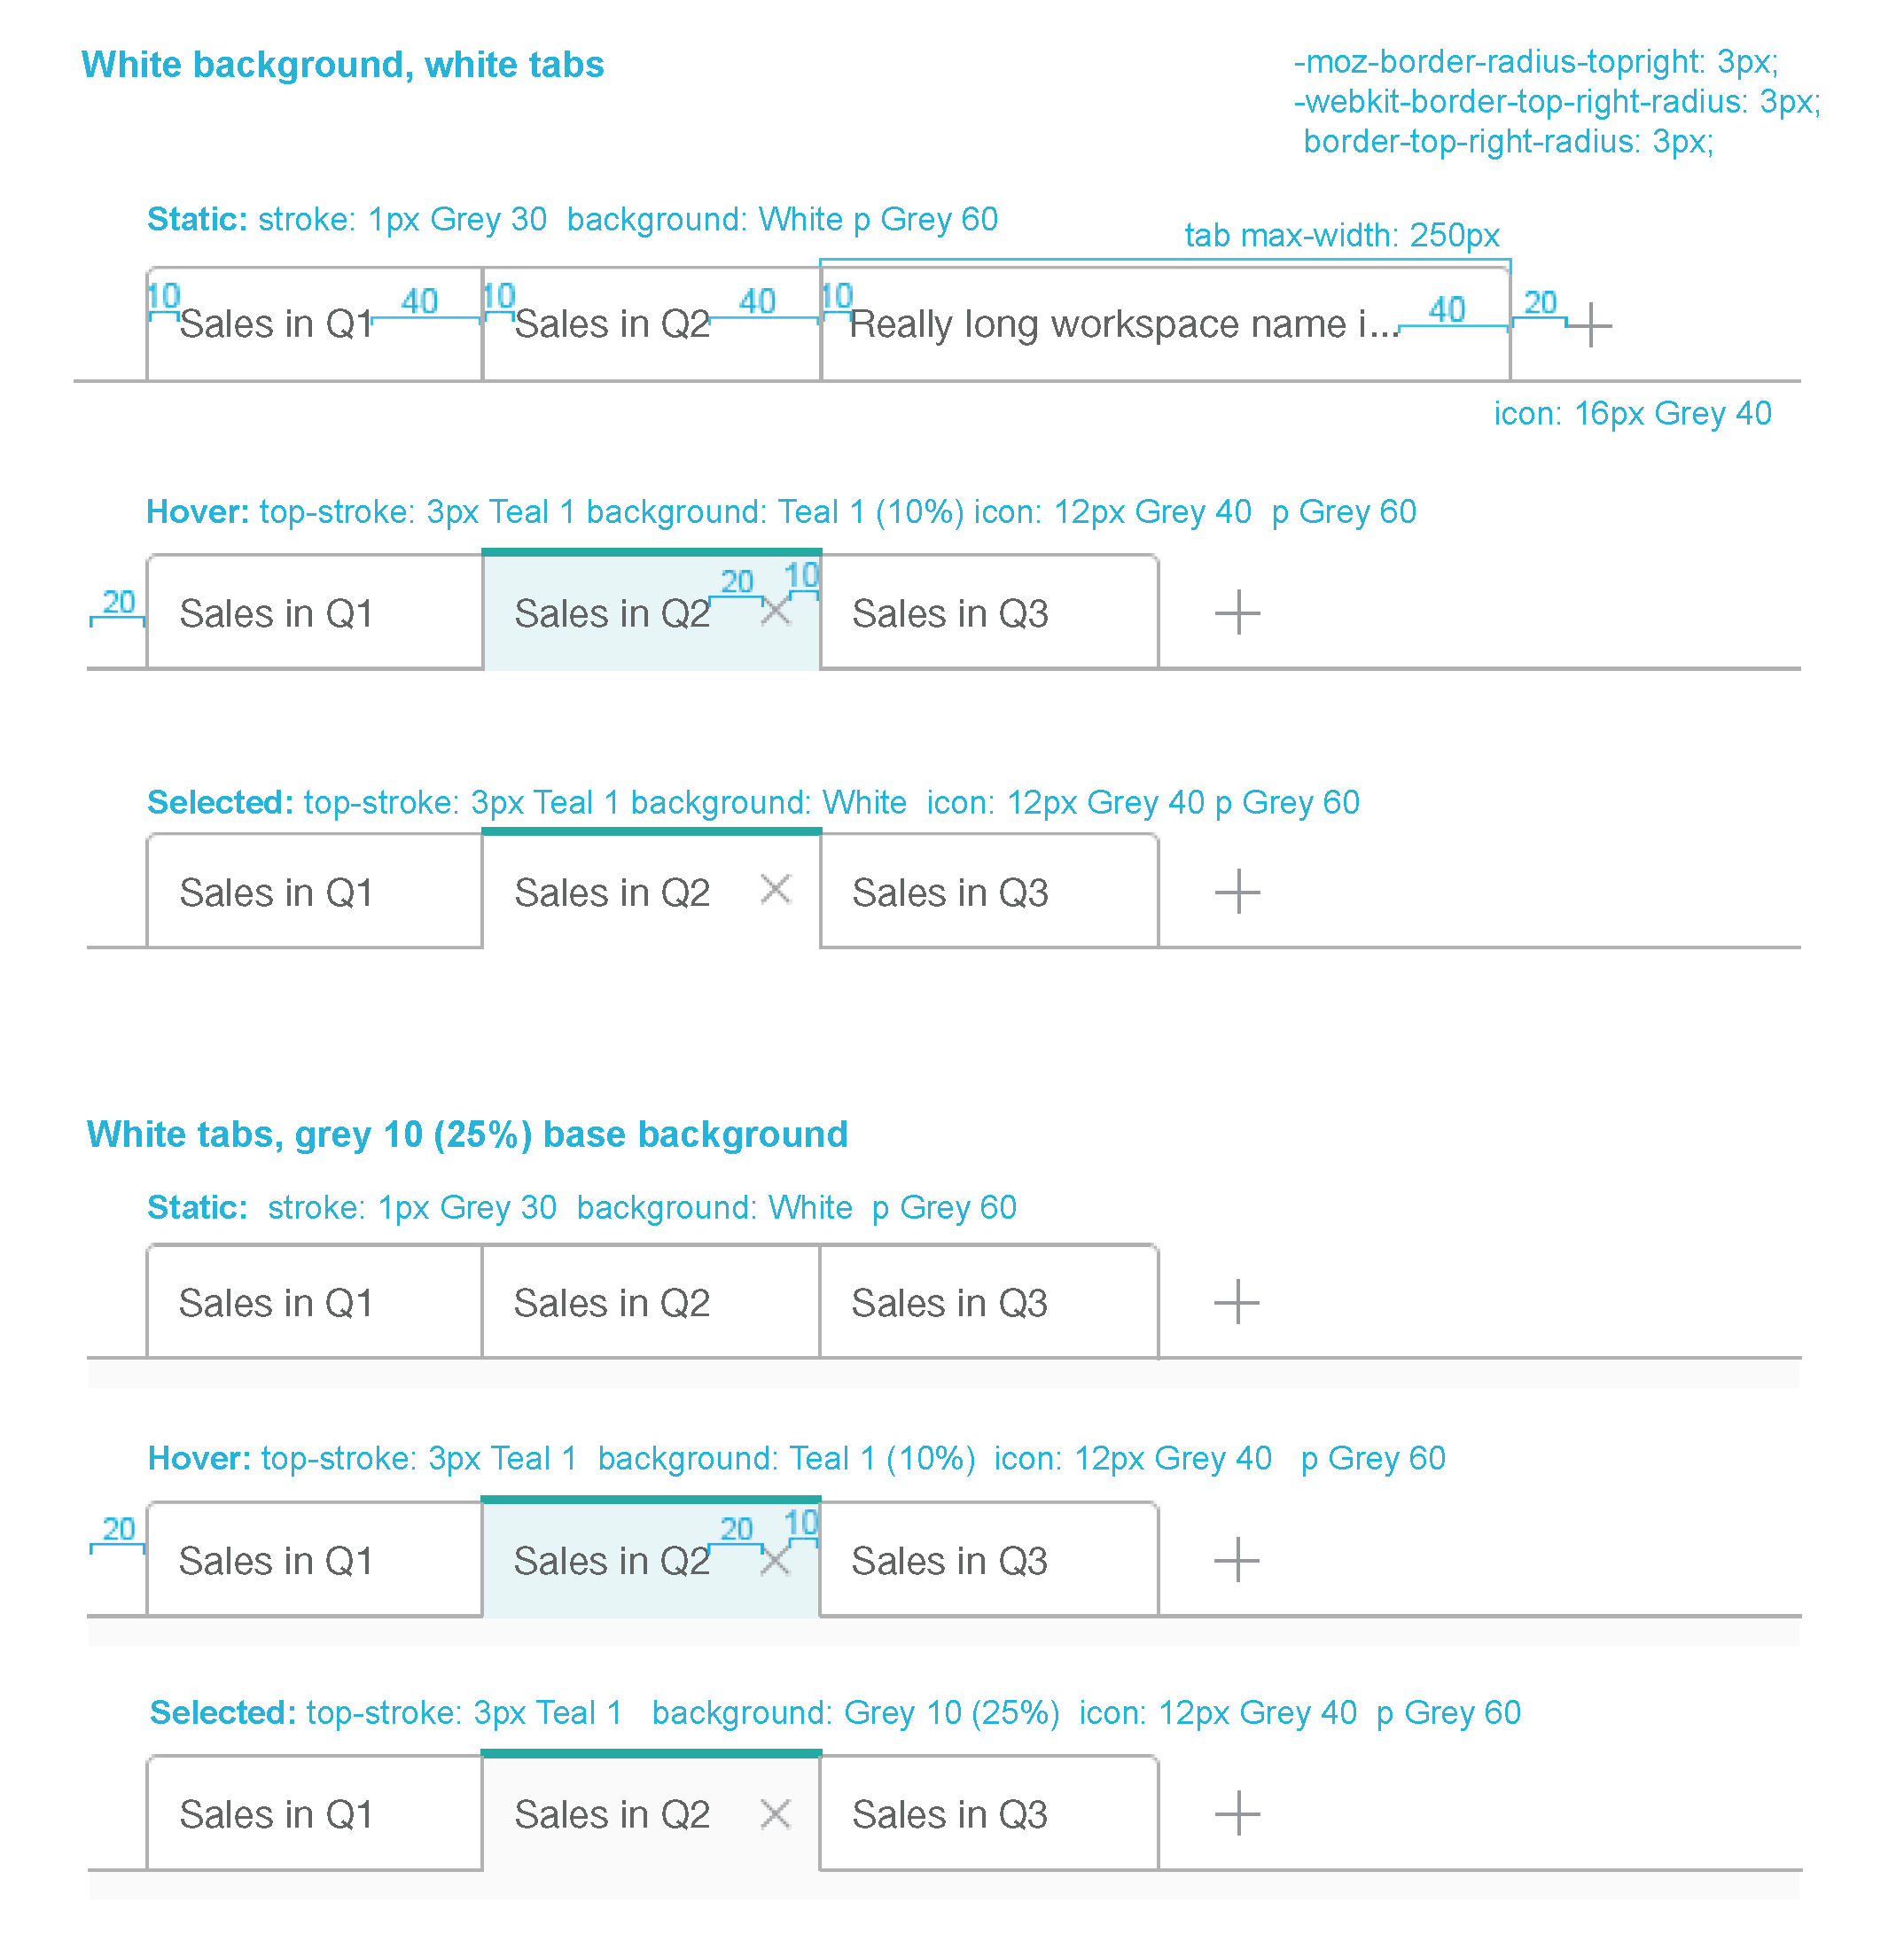 White background, white tabs
-moz-border-radius-topright: 3px;
-webkit-border-top-right-radius: 3px;
border-top-right-radius: 3px;
Static: stroke: 1px Grey 30 background: White p Grey 60
tab max-width: 250px
10 40 10 40 10 40 20
Sales in Q1 Sales in Q2 Really long workspace name i...
icon: 16px Grey 40
Hover: top-stroke: 3px Teal 1 background: Teal 1 (10%) icon: 12px Grey 40 p Grey 60
20 20 10
Sales in Q1 Sales in Q2 Sales in Q3
Selected: top-stroke: 3px Teal 1 background: White icon: 12px Grey 40 p Grey 60
Sales in Q1 Sales in Q2 Sales in Q3
White tabs, grey 10 (25%) base background
Static: stroke: 1px Grey 30 background: White p Grey 60
Sales in Q1 Sales in Q2 Sales in Q3
Hover: top-stroke: 3px Teal 1 background: Teal 1 (10%) icon: 12px Grey 40 p Grey 60
20 20 10
Sales in Q1 Sales in Q2 Sales in Q3
Selected: top-stroke: 3px Teal 1 background: Grey 10 (25%) icon: 12px Grey 40 p Grey 60
Sales in Q1 Sales in Q2 Sales in Q3